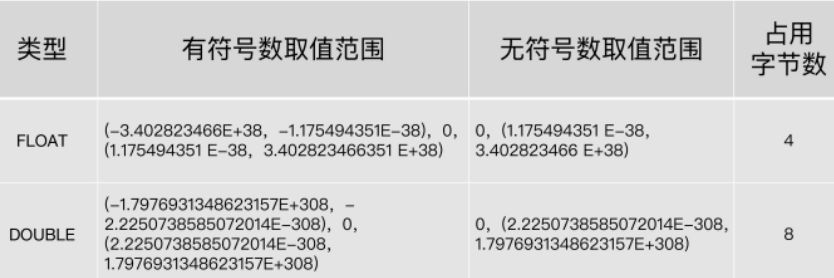 类型
有符号数取值范围
无符号数取值范围
占用
字节数
FLOAT
(-3.402823466E+38，-1.175494351E-38)，0，
(1.175494351 E-38，3.402823466351 E+38)
0，(1.175494351 E-38，
3.402823466 E+38)
4
DOUBLE
(-1.7976931348623157E+308，-
2.2250738585072014E-308)，0，
(2.2250738585072014E-308，
1.7976931348623157E+308)
0，(2.2250738585072014E-308，
1.7976931348623157E+308)
8